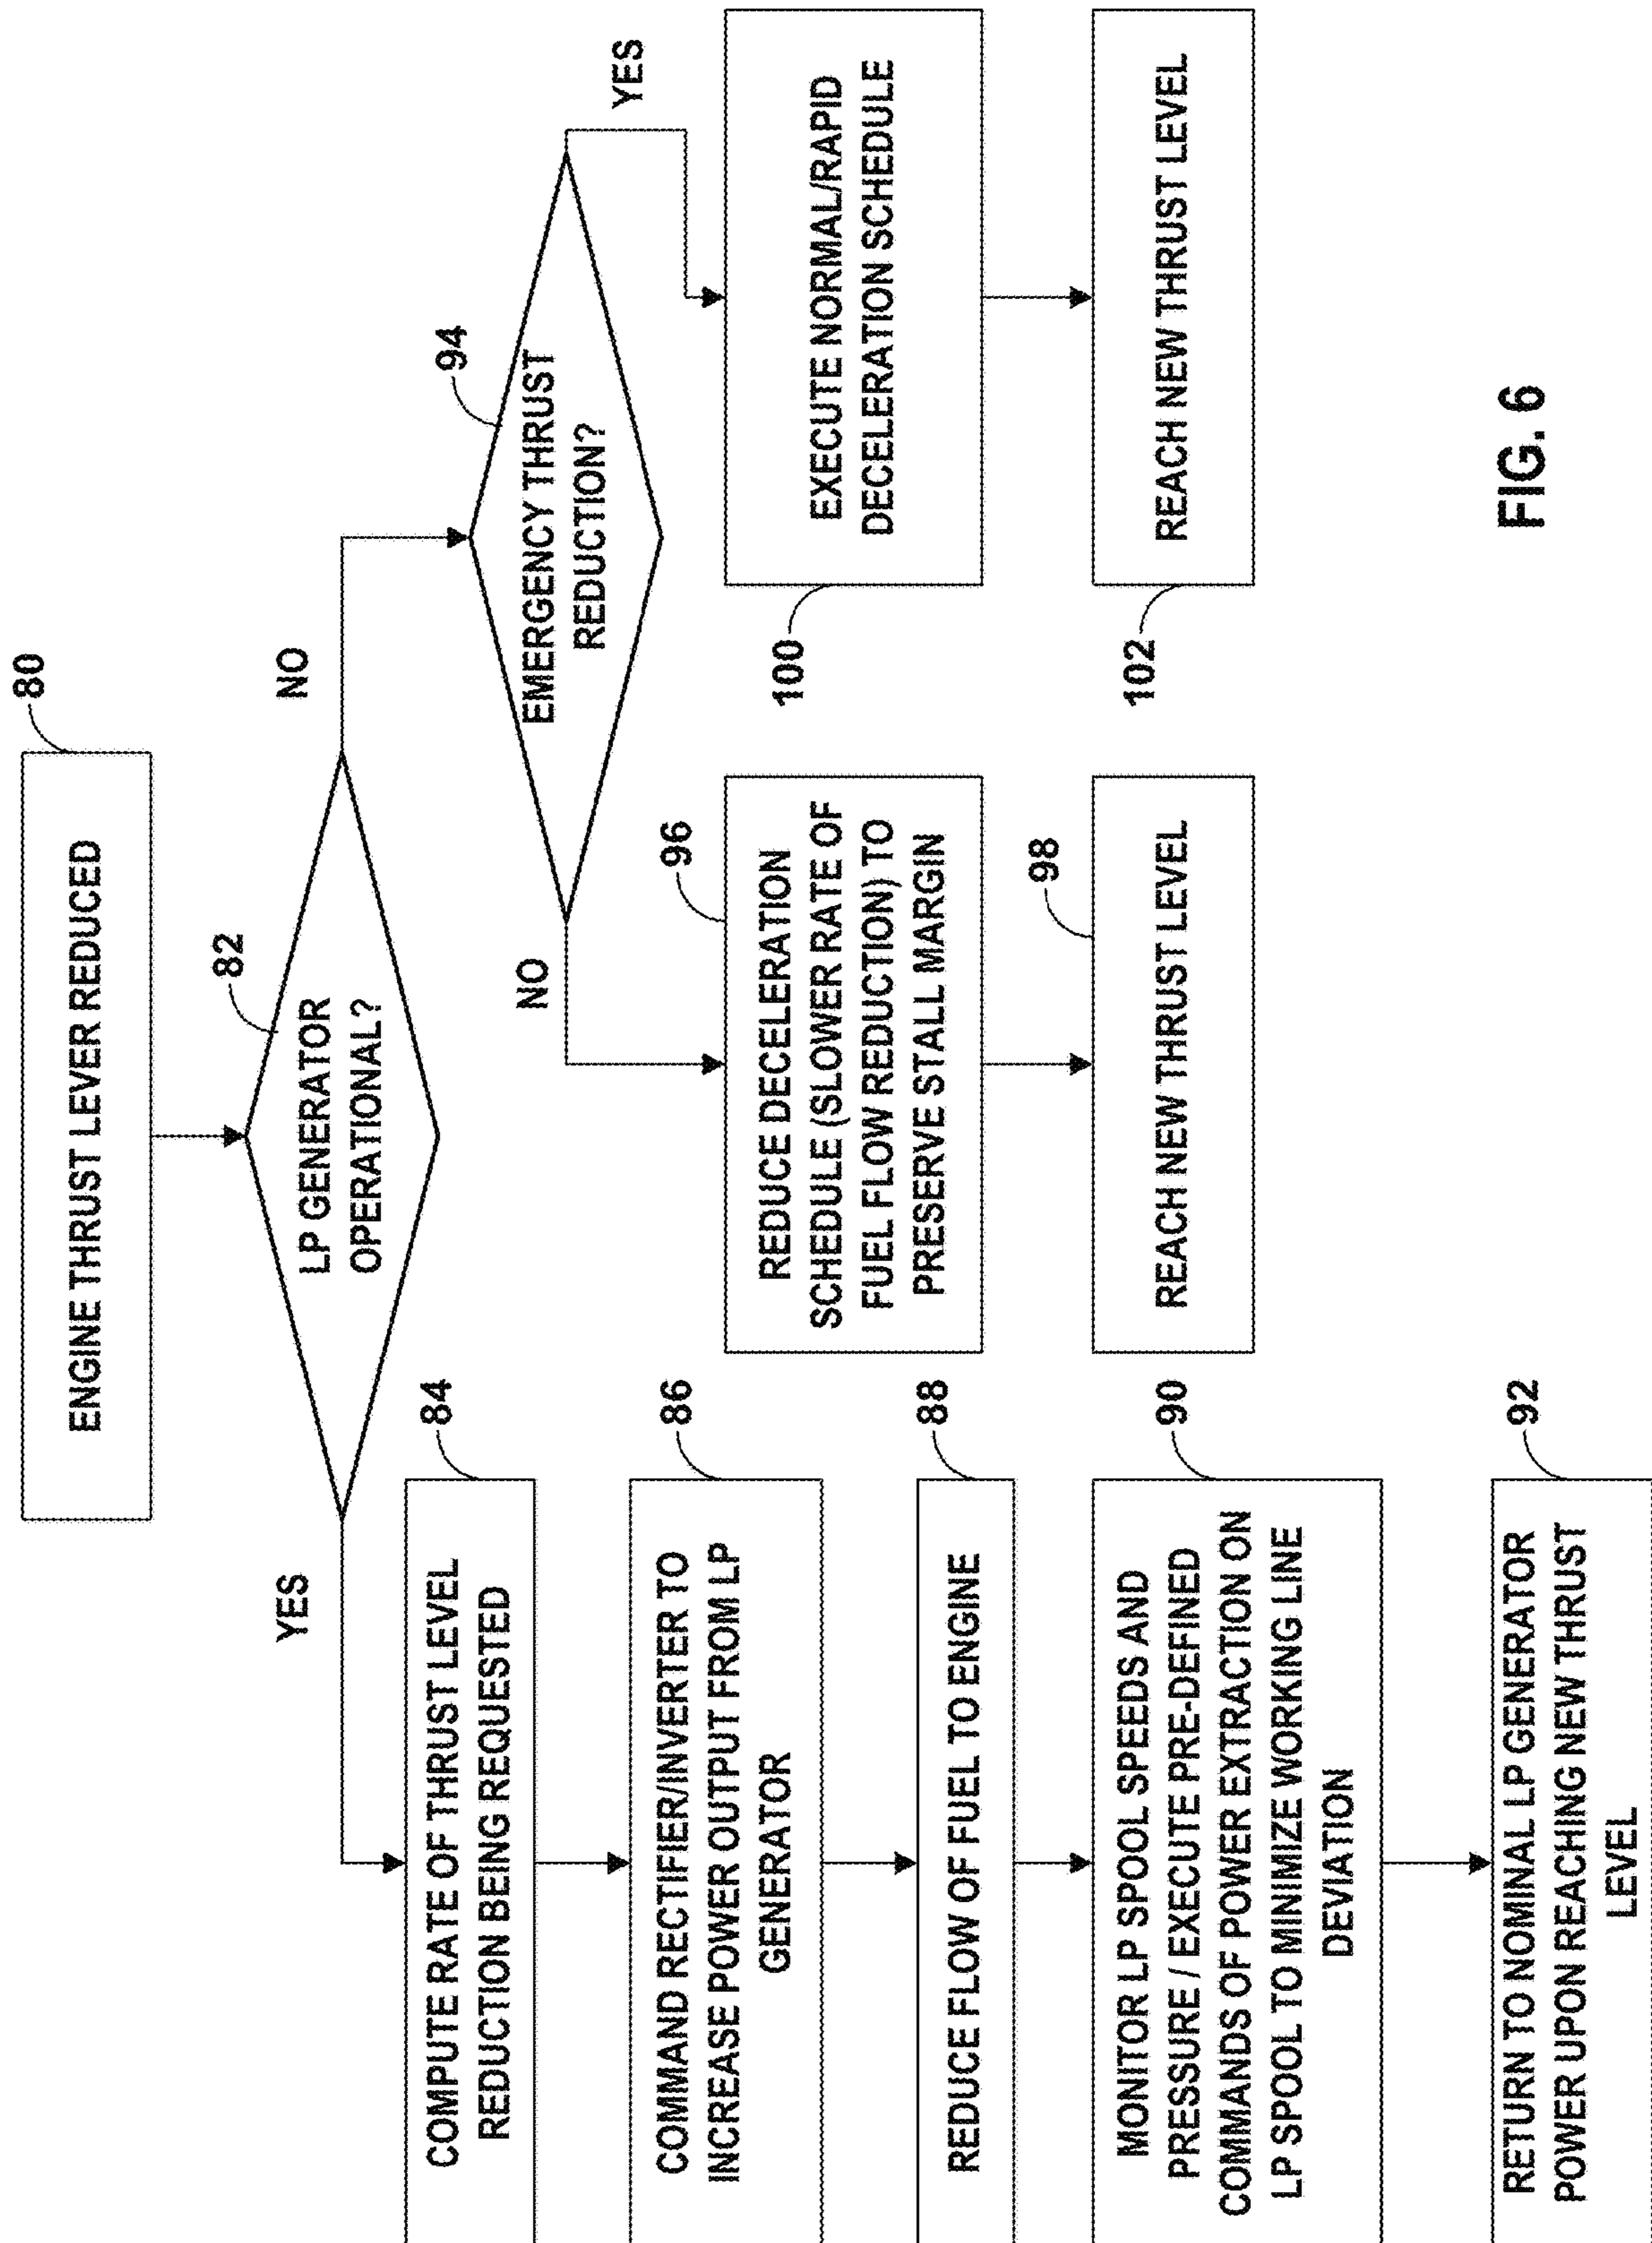 ENGINE THRUST LEVER REDUCED
80
LP GENERATOR
OPERATIONAL?
82
YES
NO
COMPUTE RATE OF THRUST LEVEL
REDUCTION BEING REQUESTED
84
COMMAND RECTIFIER/INVERTER TO
INCREASE POWER OUTPUT FROM LP
GENERATOR
86
REDUCE FLOW OF FUEL TO ENGINE
88
MONITOR LP SPOOL SPEEDS AND
PRESSURE / EXECUTE PRE-DEFINED
COMMANDS OF POWER EXTRACTION ON
LP SPOOL TO MINIMIZE WORKING LINE
DEVIATION
90
RETURN TO NOMINAL LP GENERATOR
POWER UPON REACHING NEW THRUST
LEVEL
92
EMERGENCY THRUST
REDUCTION?
94
NO
YES
REDUCE DECELERATION
SCHEDULE (SLOWER RATE OF
FUEL FLOW REDUCTION) TO
PRESERVE STALL MARGIN
96
REACH NEW THRUST LEVEL
98
EXECUTE NORMAL/RAPID
DECELERATION SCHEDULE
100
REACH NEW THRUST LEVEL
102
FIG. 6